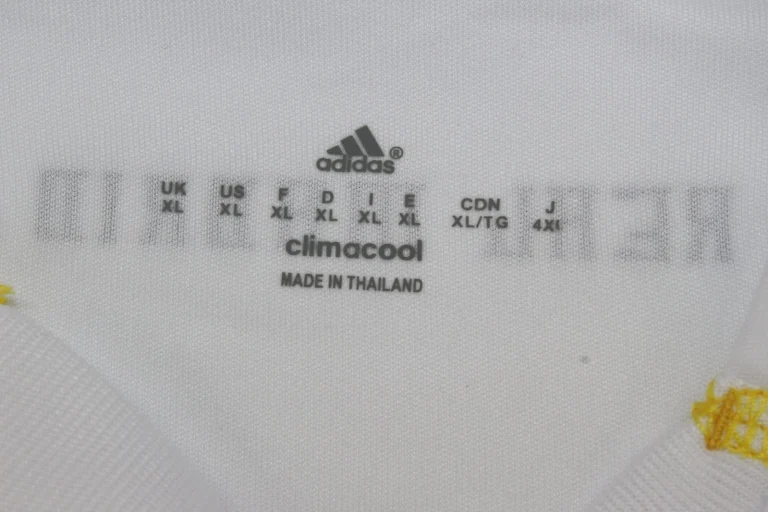 adidas®
UK US F D I E CDN J
XL XL XL XL XL XL XL/TG 4XL
climacool
MADE IN THAILAND